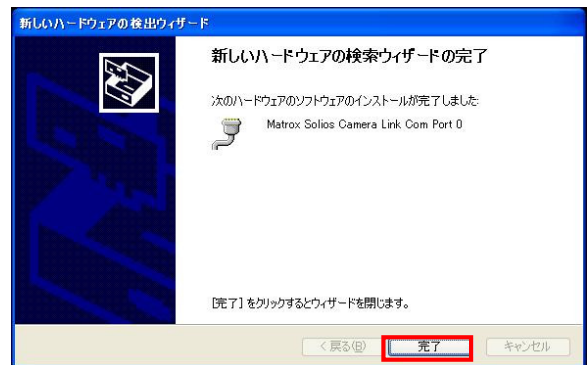 新しいハードウェアの検出ウィザード
新しいハードウェアの検索ウィザードの完了
次のハードウェアのソフトウェアのインストールが完了しました:
Matrox Solios Camera Link Com Port 0
[完了] をクリックするとウィザードを閉じます。
< 戻る(B)
完了
キャンセル